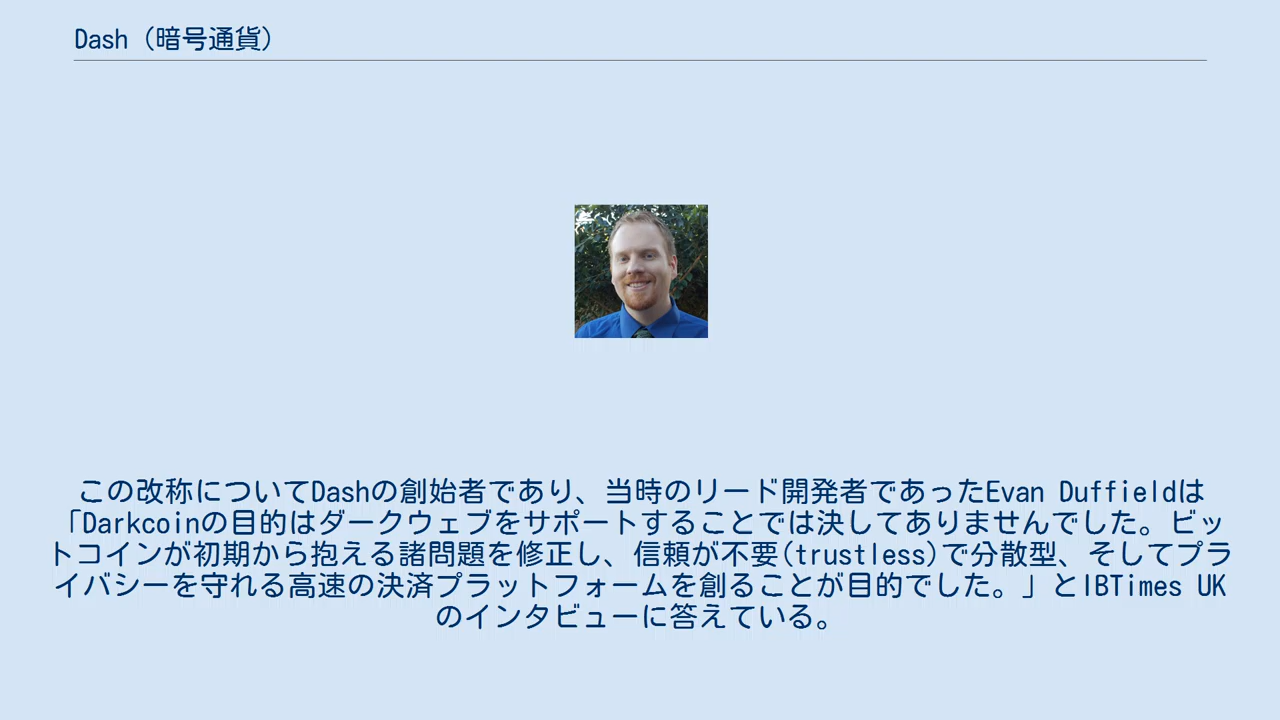 Dash（暗号通貨）
この改称についてDashの創始者であり、当時のリード開発者であったEvan Duffieldは
「Darkcoinの目的はダークウェブをサポートすることでは決してありませんでした。ビッ
トコインが初期から抱える諸問題を修正し、信頼が不要(trustless)で分散型、そしてプラ
イバシーを守れる高速の決済プラットフォームを創ることが目的でした。」とIBTimes UK
のインタビューに答えている。